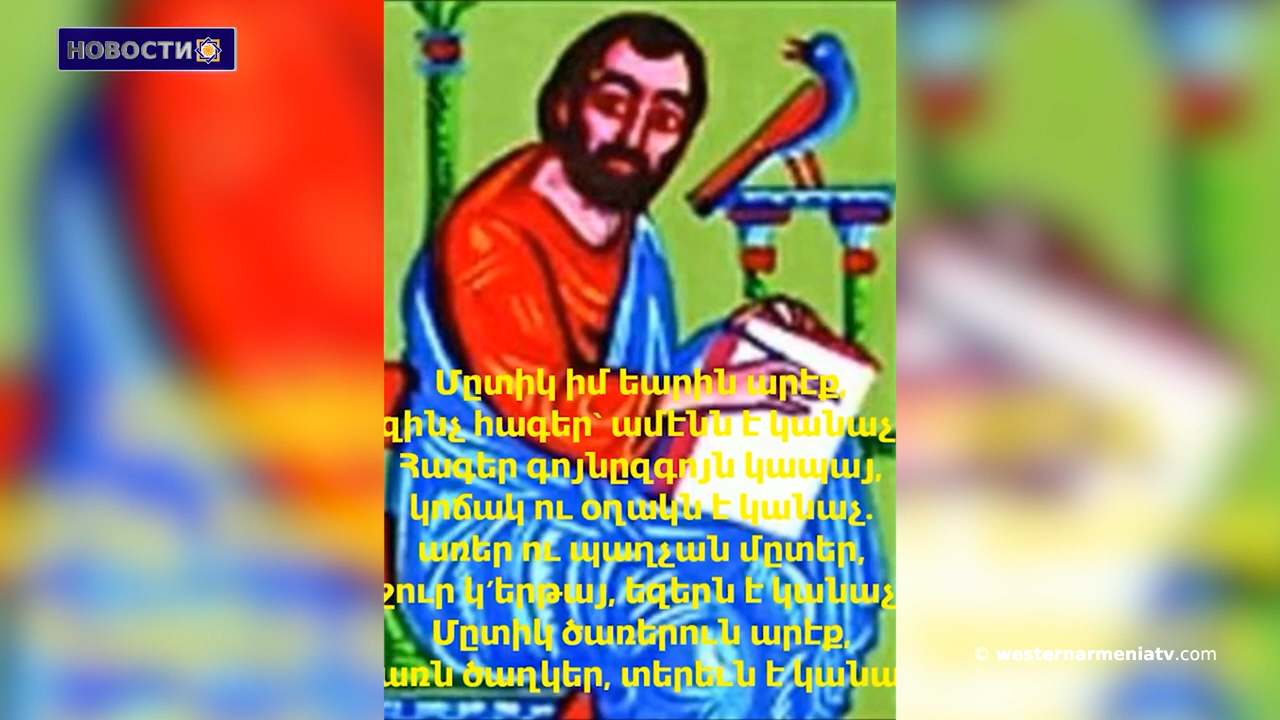 НОВОСТИ
Մըտիկ իմ եարին արէք,
զինչ հագեր՝ ամէնն է կանաչ
Հագեր գոյնըզգոյն կապայ,
կոճակ ու օղակն է կանաչ.
առեր ու պաղչան մըտեր,
ջուր կ՛երթայ, եզերն է կանաչ
Մըտիկ ծառերուն արէք,
ծաղկեր, տերեւն է
© westernarmeniatv.com